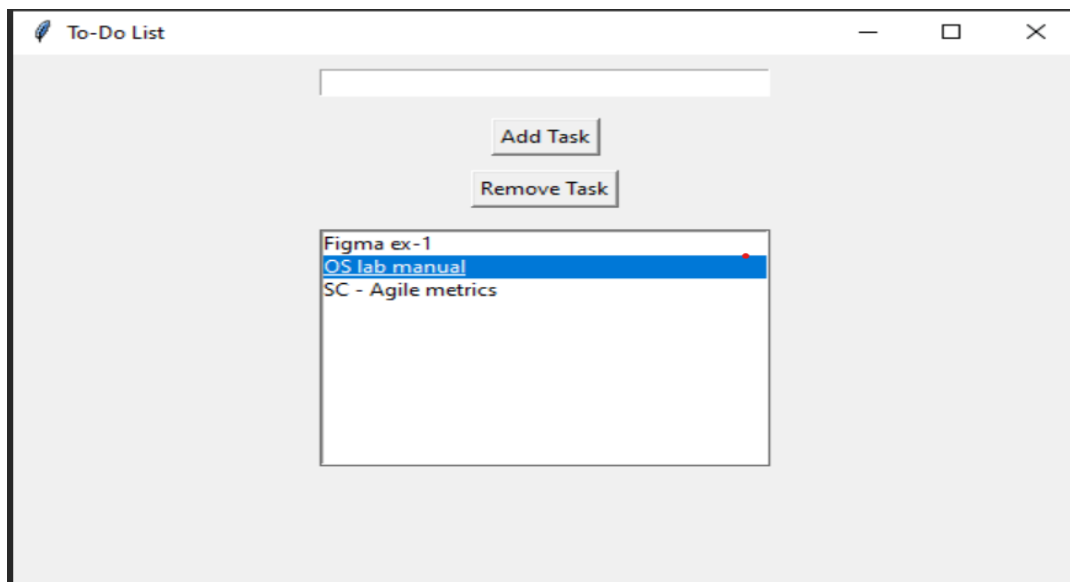 To-Do List
Add Task
Remove Task
Figma ex-1
OS lab manual
SC - Agile metrics